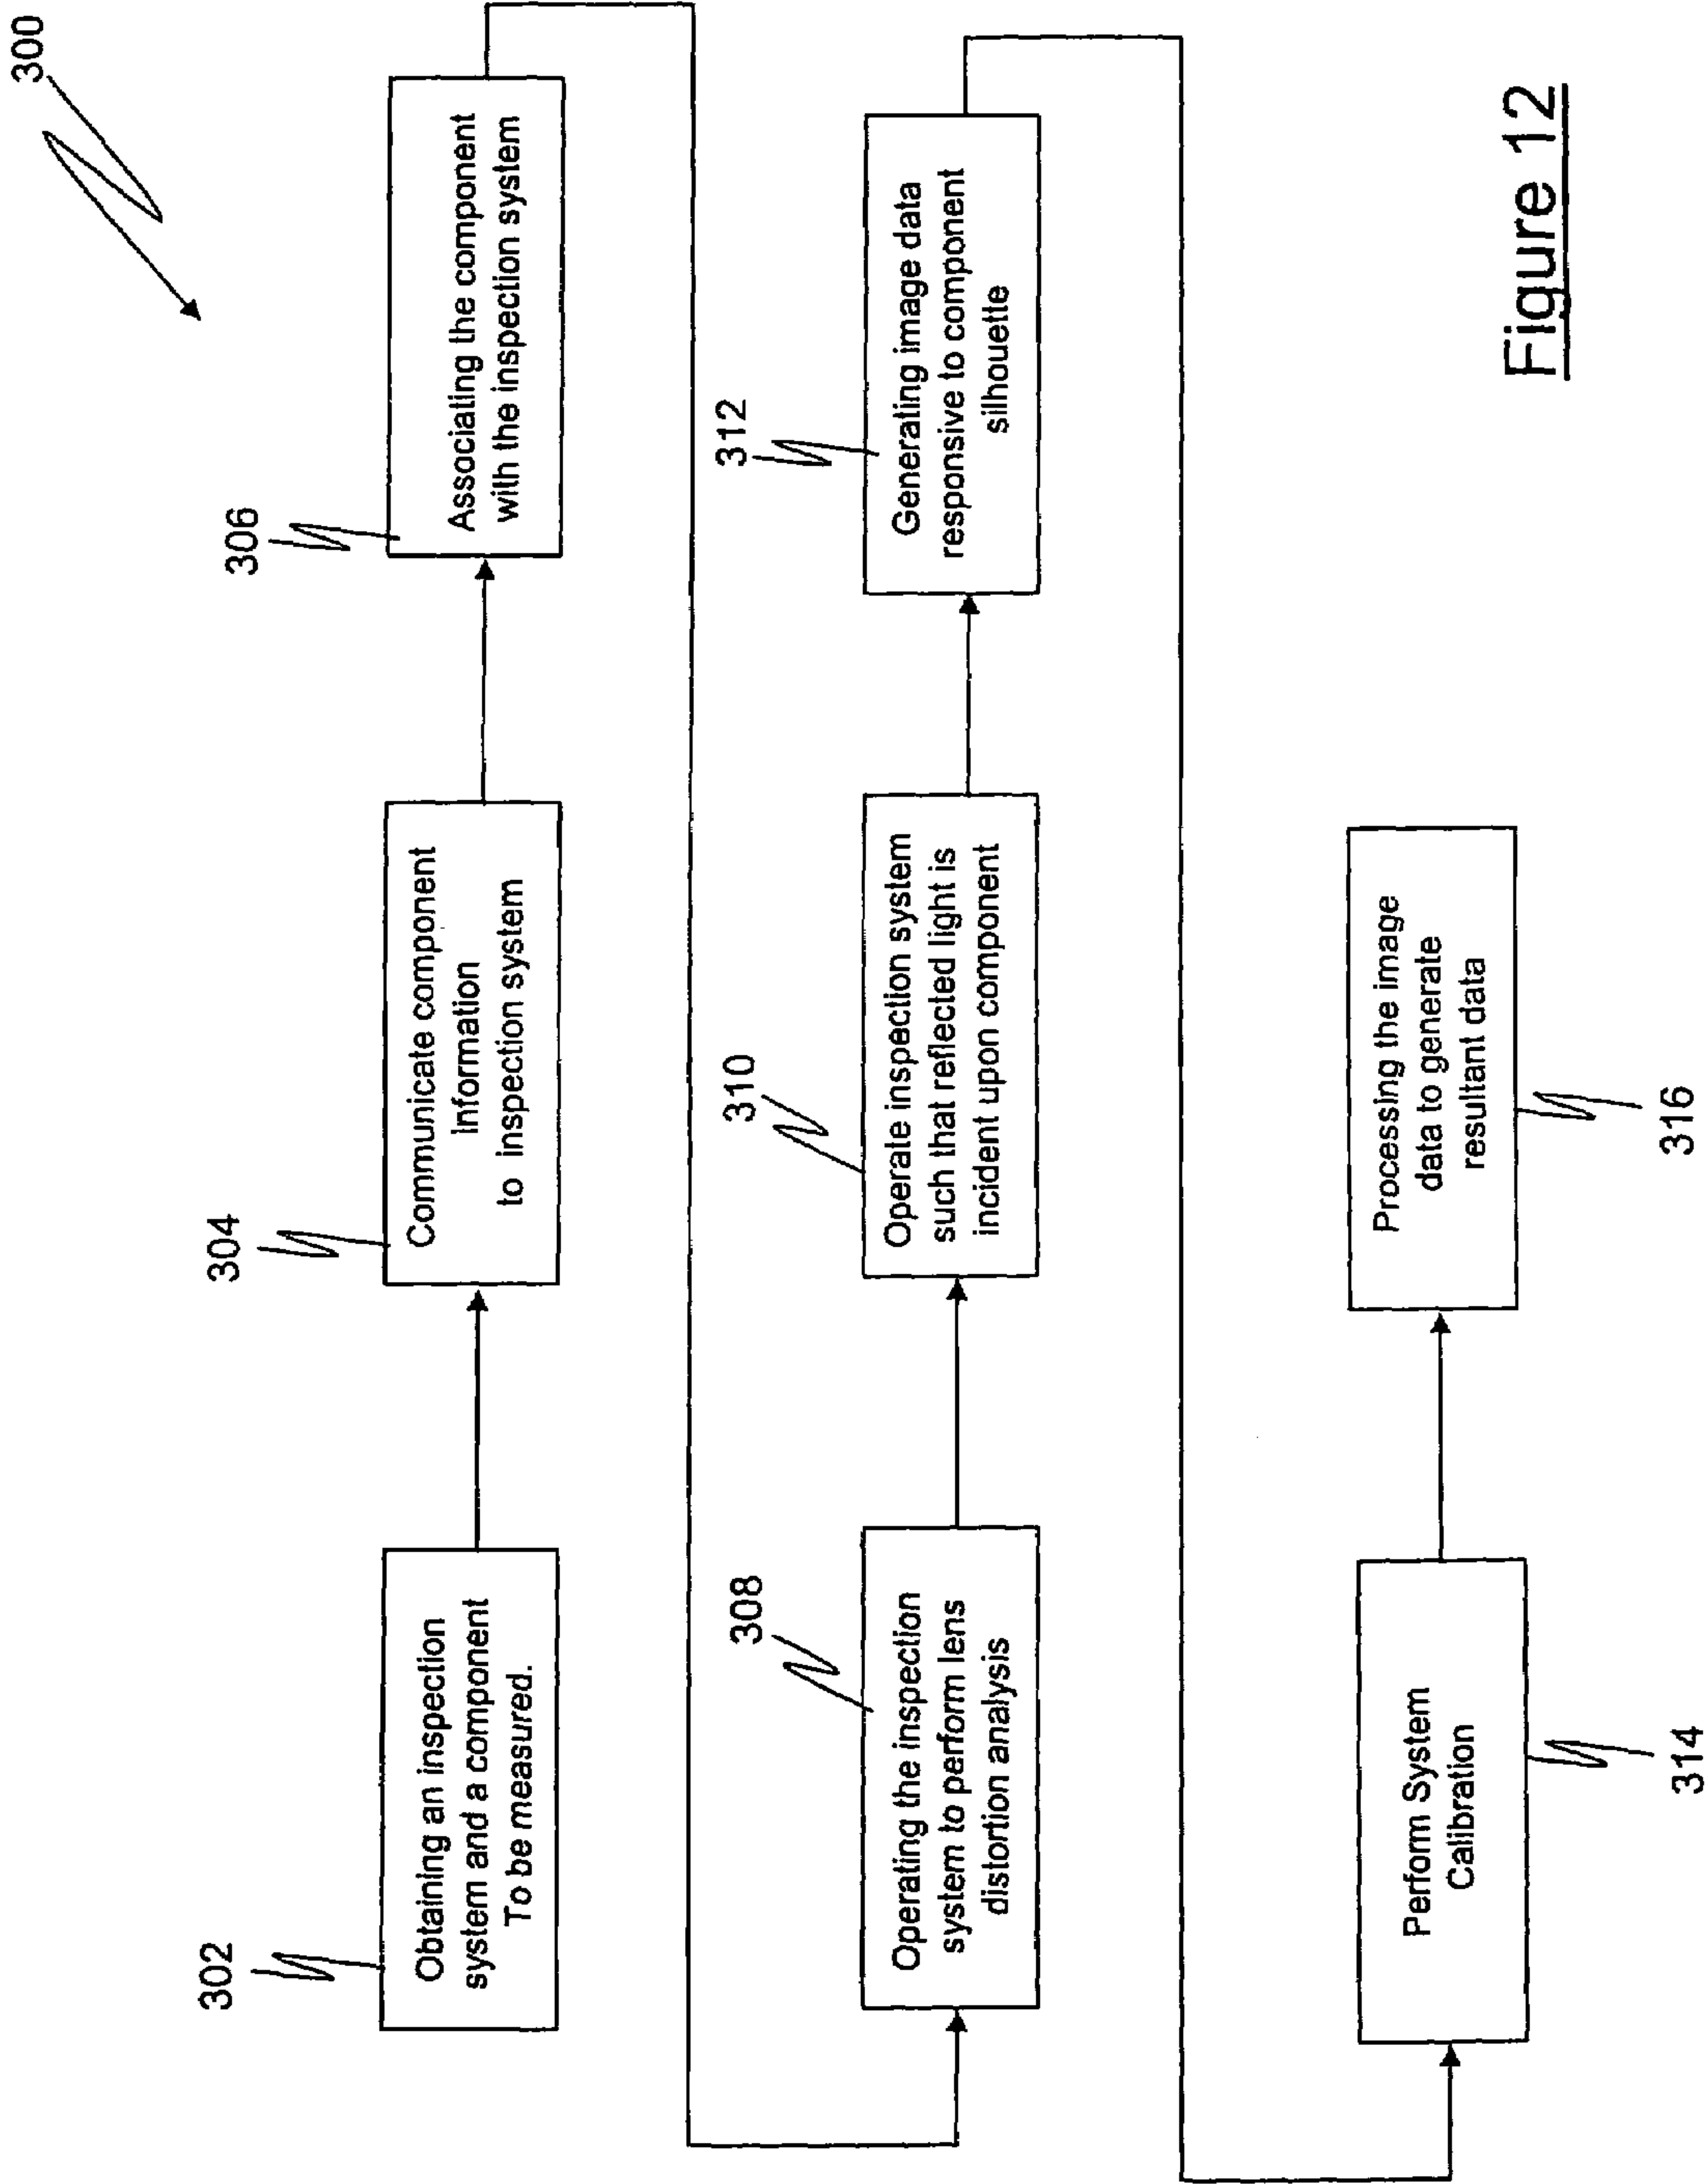 300
302
Obtaining an inspection
system and a component
To be measured.
304
Communicate component
Information
to inspection system
306
Associating the component
with the inspection system
308
Operating the inspection
system to perform lens
distortion analysis
310
Operate inspection system
such that reflected light is
incident upon component
312
Generating image data
responsive to component
silhouette
Perform System
Calibration
314
Processing the image
data to generate
resultant data
316
Figure 12